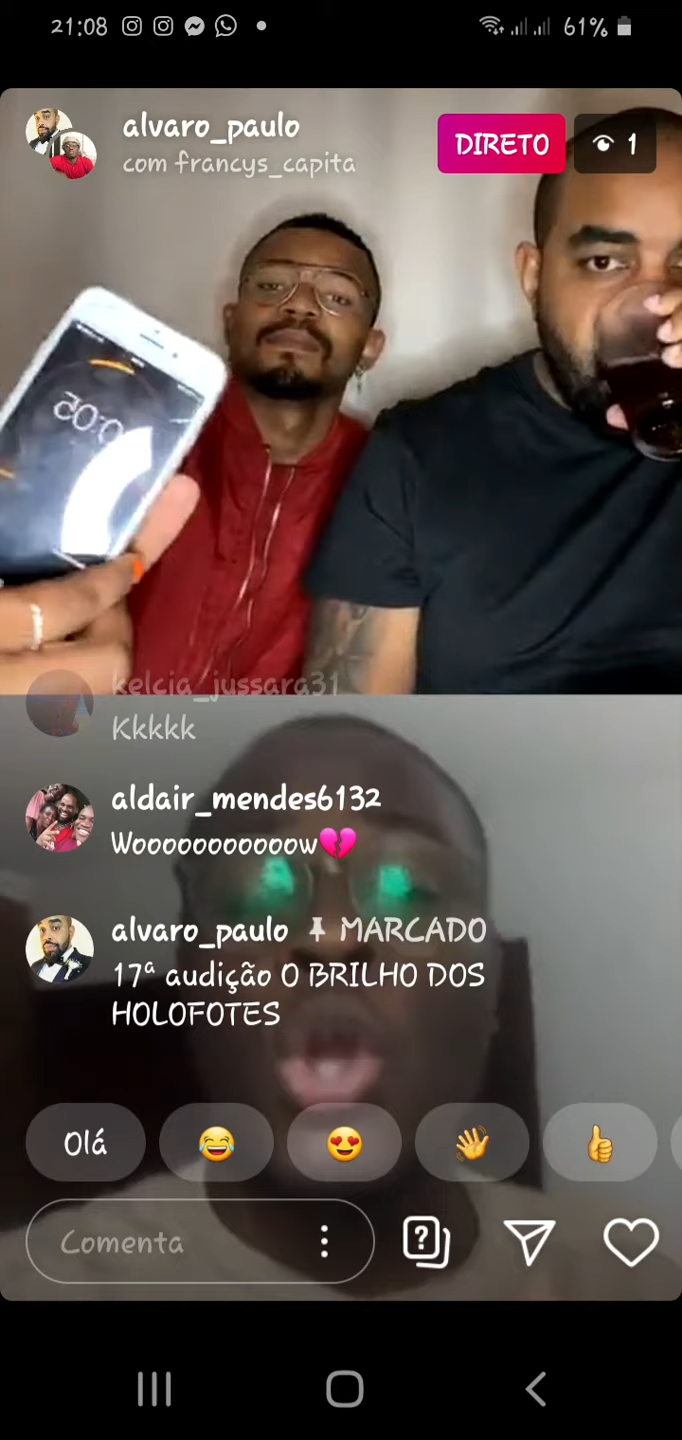 21:08
61%
alvaro_paulo
com francys_capita
DIRETO
1
kelcia_jussara31
Kkkkk
aldair_mendes6132
Wooooooooooow💔
alvaro_paulo MARCADO
17ª audição O BRILHO DOS
HOLOFOTES
Olá 😂 😍 👋 👍
Comenta